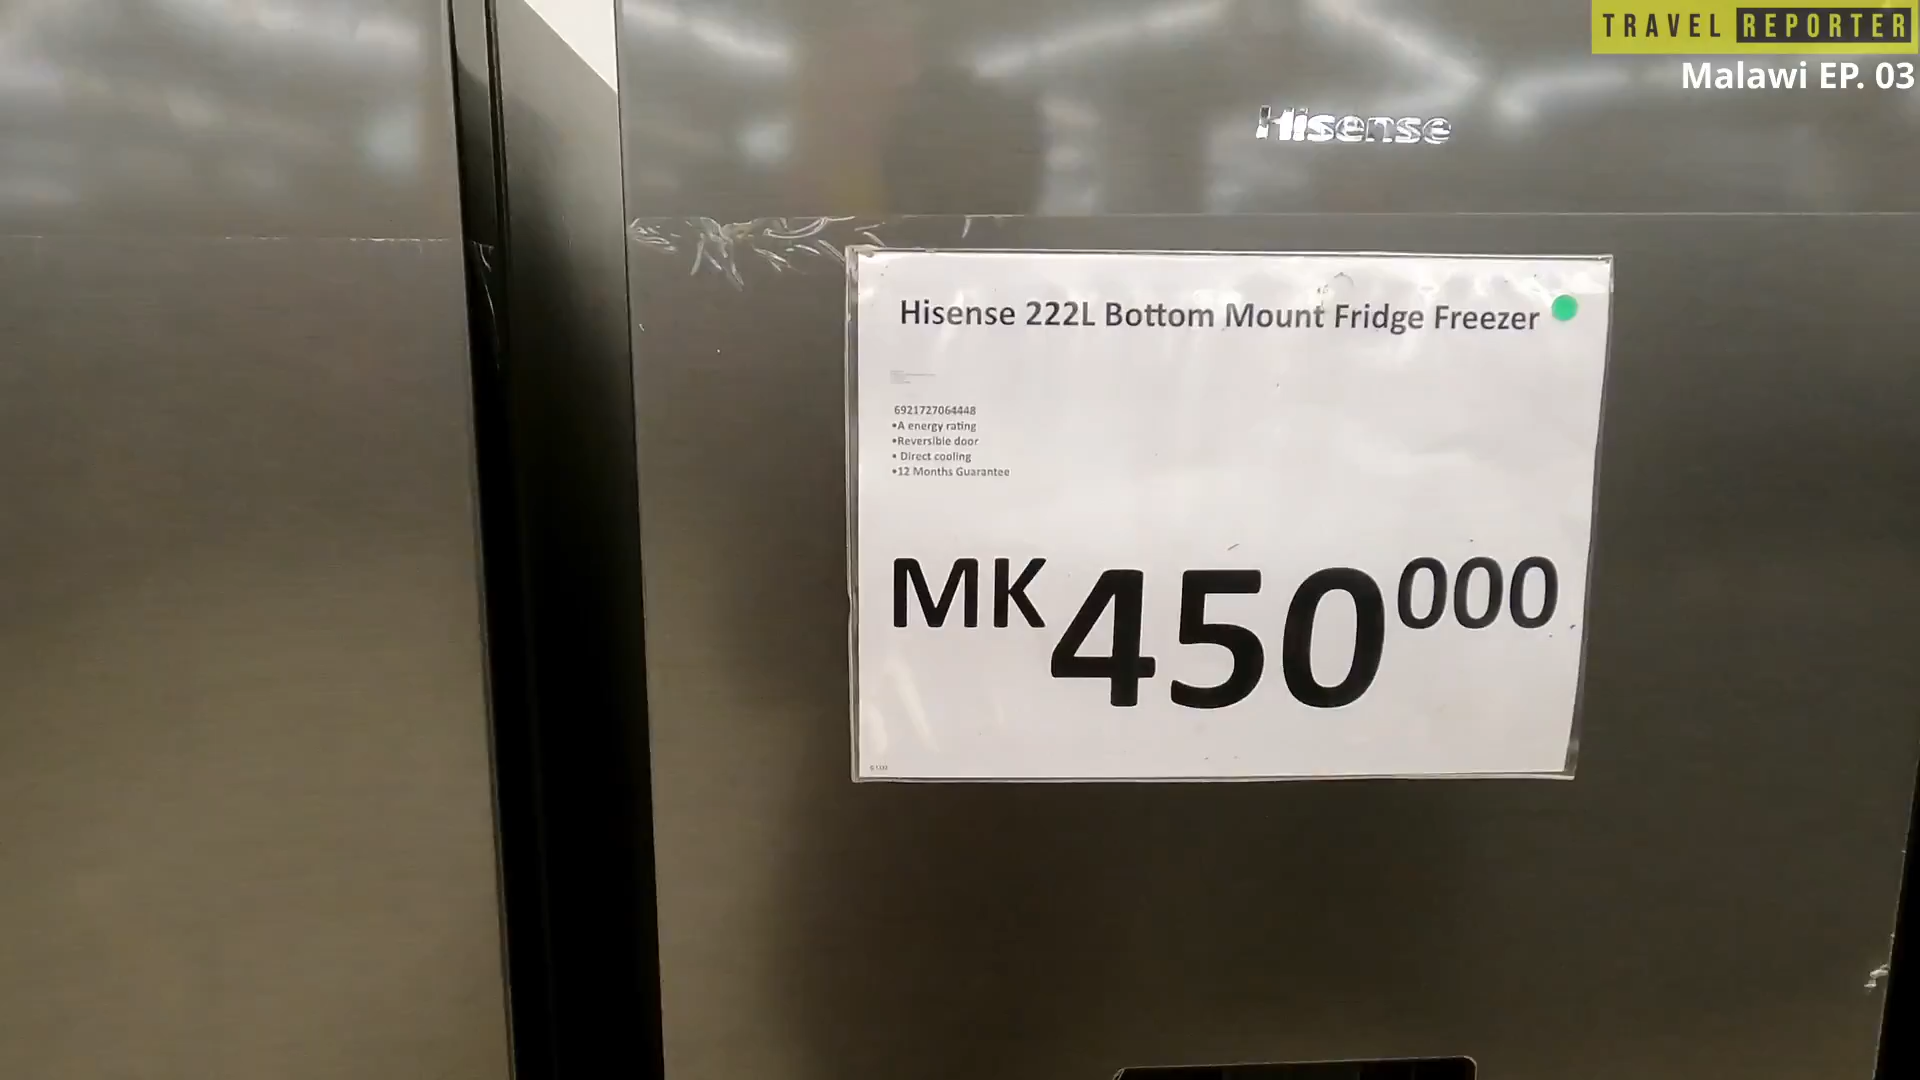 TRAVEL REPORTER
Malawi EP. 03
Hisense
Hisense 222L Bottom Mount Fridge Freezer
6921727064448
•A energy rating
•Reversible door
• Direct cooling
•12 Months Guarantee
MK450000